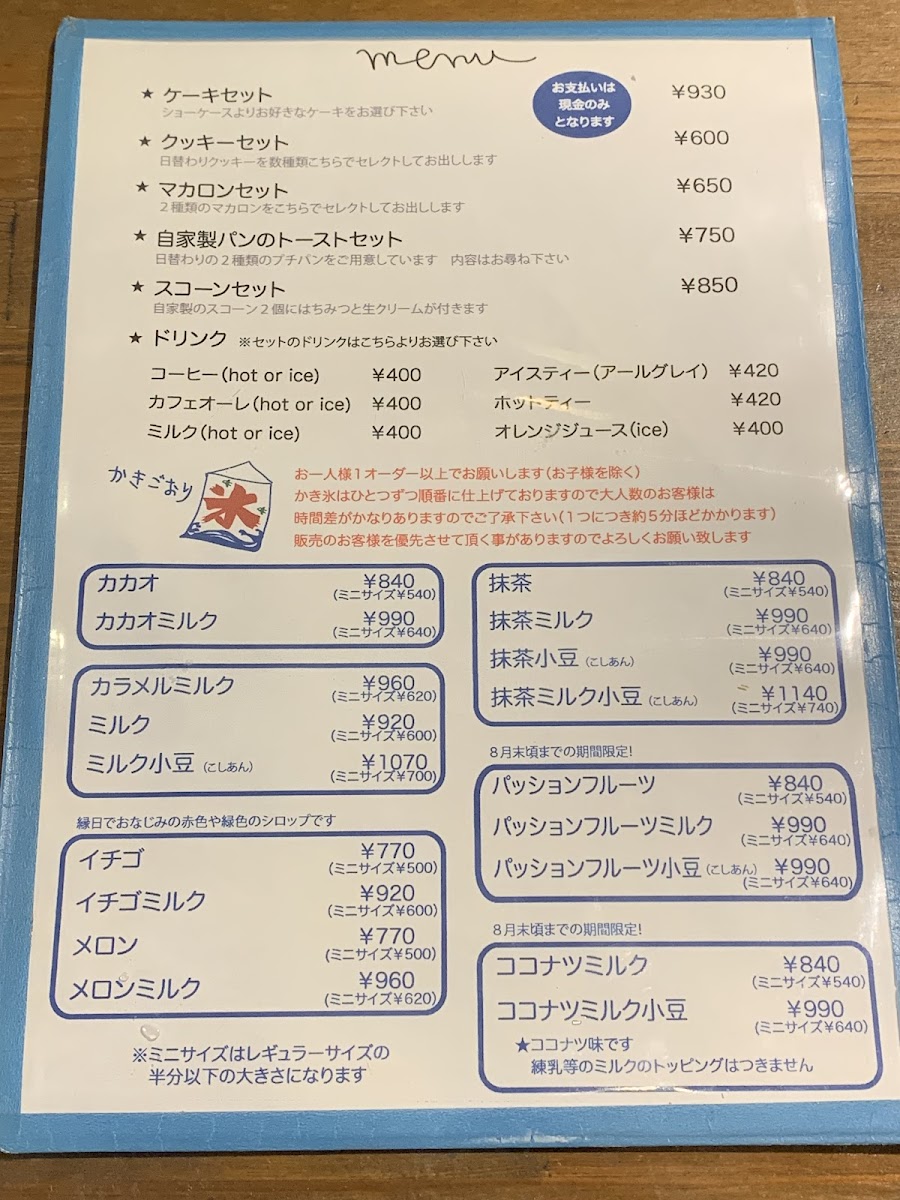 menu
お支払いは
現金のみ
となります
★ ケーキセット ¥930
ショーケースよりお好きなケーキをお選び下さい
★ クッキーセット ¥600
日替わりクッキーを数種類こちらでセレクトしてお出しします
★ マカロンセット ¥650
２種類のマカロンをこちらでセレクトしてお出しします
★ 自家製パンのトーストセット ¥750
日替わりの２種類のプチパンをご用意しています　内容はお尋ね下さい
★ スコーンセット ¥850
自家製のスコーン２個にはちみつと生クリームが付きます
★ ドリンク ※セットのドリンクはこちらよりお選び下さい
コーヒー(hot or ice) ¥400
カフェオーレ(hot or ice) ¥400
ミルク(hot or ice) ¥400
アイスティー(アールグレイ) ¥420
ホットティー ¥420
オレンジジュース(ice) ¥400
かきごおり
氷
お一人様１オーダー以上でお願いします(お子様を除く)
かき氷はひとつずつ順番に仕上げておりますので大人数のお客様は
時間差がかなりありますのでご了承下さい(１つにつき約５分ほどかかります)
販売のお客様を優先させて頂く事がありますのでよろしくお願い致します
カカオ ¥840
(ミニサイズ¥540)
カカオミルク ¥990
(ミニサイズ¥640)
カラメルミルク ¥960
(ミニサイズ¥620)
ミルク ¥920
(ミニサイズ¥600)
ミルク小豆 (こしあん) ¥1070
(ミニサイズ¥700)
縁日でおなじみの赤色や緑色のシロップです
イチゴ ¥770
(ミニサイズ¥500)
イチゴミルク ¥920
(ミニサイズ¥600)
メロン ¥770
(ミニサイズ¥500)
メロンミルク ¥960
(ミニサイズ¥620)
※ミニサイズはレギュラーサイズの
半分以下の大きさになります
抹茶 ¥840
(ミニサイズ¥540)
抹茶ミルク ¥990
(ミニサイズ¥640)
抹茶小豆 (こしあん) ¥990
(ミニサイズ¥640)
抹茶ミルク小豆 (こしあん) ¥1140
(ミニサイズ¥740)
８月末頃までの期間限定!
パッションフルーツ ¥840
(ミニサイズ¥540)
パッションフルーツミルク ¥990
(ミニサイズ¥640)
パッションフルーツ小豆 (こしあん) ¥990
(ミニサイズ¥640)
８月末頃までの期間限定!
ココナツミルク ¥840
(ミニサイズ¥540)
ココナツミルク小豆 ¥990
(ミニサイズ¥640)
★ココナツ味です
練乳等のミルクのトッピングはつきません